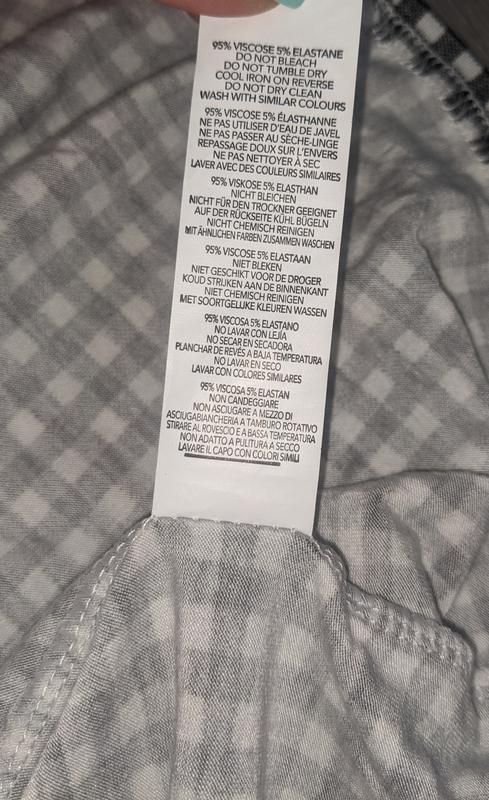 95% VISCOSE 5% ELASTANE
DO NOT BLEACH
DO NOT TUMBLE DRY
COOL IRON ON REVERSE
DO NOT DRY CLEAN
WASH WITH SIMILAR COLOURS
95% VISCOSE 5% ÉLASTHANNE
NE PAS UTILISER D'EAU DE JAVEL
NE PAS PASSER AU SÈCHE-LINGE
REPASSAGE DOUX SUR L'ENVERS
NE PAS NETTOYER À SEC
LAVER AVEC DES COULEURS SIMILAIRES
95% VISKOSE 5% ELASTHAN
NICHT BLEICHEN
NICHT FÜR DEN TROCKNER GEEIGNET
AUF DER RÜCKSEITE KÜHL BÜGELN
NICHT CHEMISCH REINIGEN
MIT ÄHNLICHEN FARBEN ZUSAMMEN WASCHEN
95% VISCOSE 5% ELASTAAN
NIET BLEKEN
NIET GESCHIKT VOOR DE DROGER
KOUD STRIJKEN AAN DE BINNENKANT
NIET CHEMISCH REINIGEN
MET SOORTGELIJKE KLEUREN WASSEN
95% VISCOSA 5% ELASTANO
NO LAVAR CON LEJÍA
NO SECAR EN SECADORA
PLANCHAR DE REVÉS A BAJA TEMPERATURA
NO LAVAR EN SECO
LAVAR CON COLORES SIMILARES
95% VISCOSA 5% ELASTAN
NON CANDEGGIARE
NON ASCIUGARE A MEZZO DI
ASCIUGABIANCHERIA A TAMBURO ROTATIVO
STIRARE AL ROVESCIO E A BASSA TEMPERATURA
NON ADATTO A PULITURA A SECCO
LAVARE IL CAPO CON COLORI SIMILI